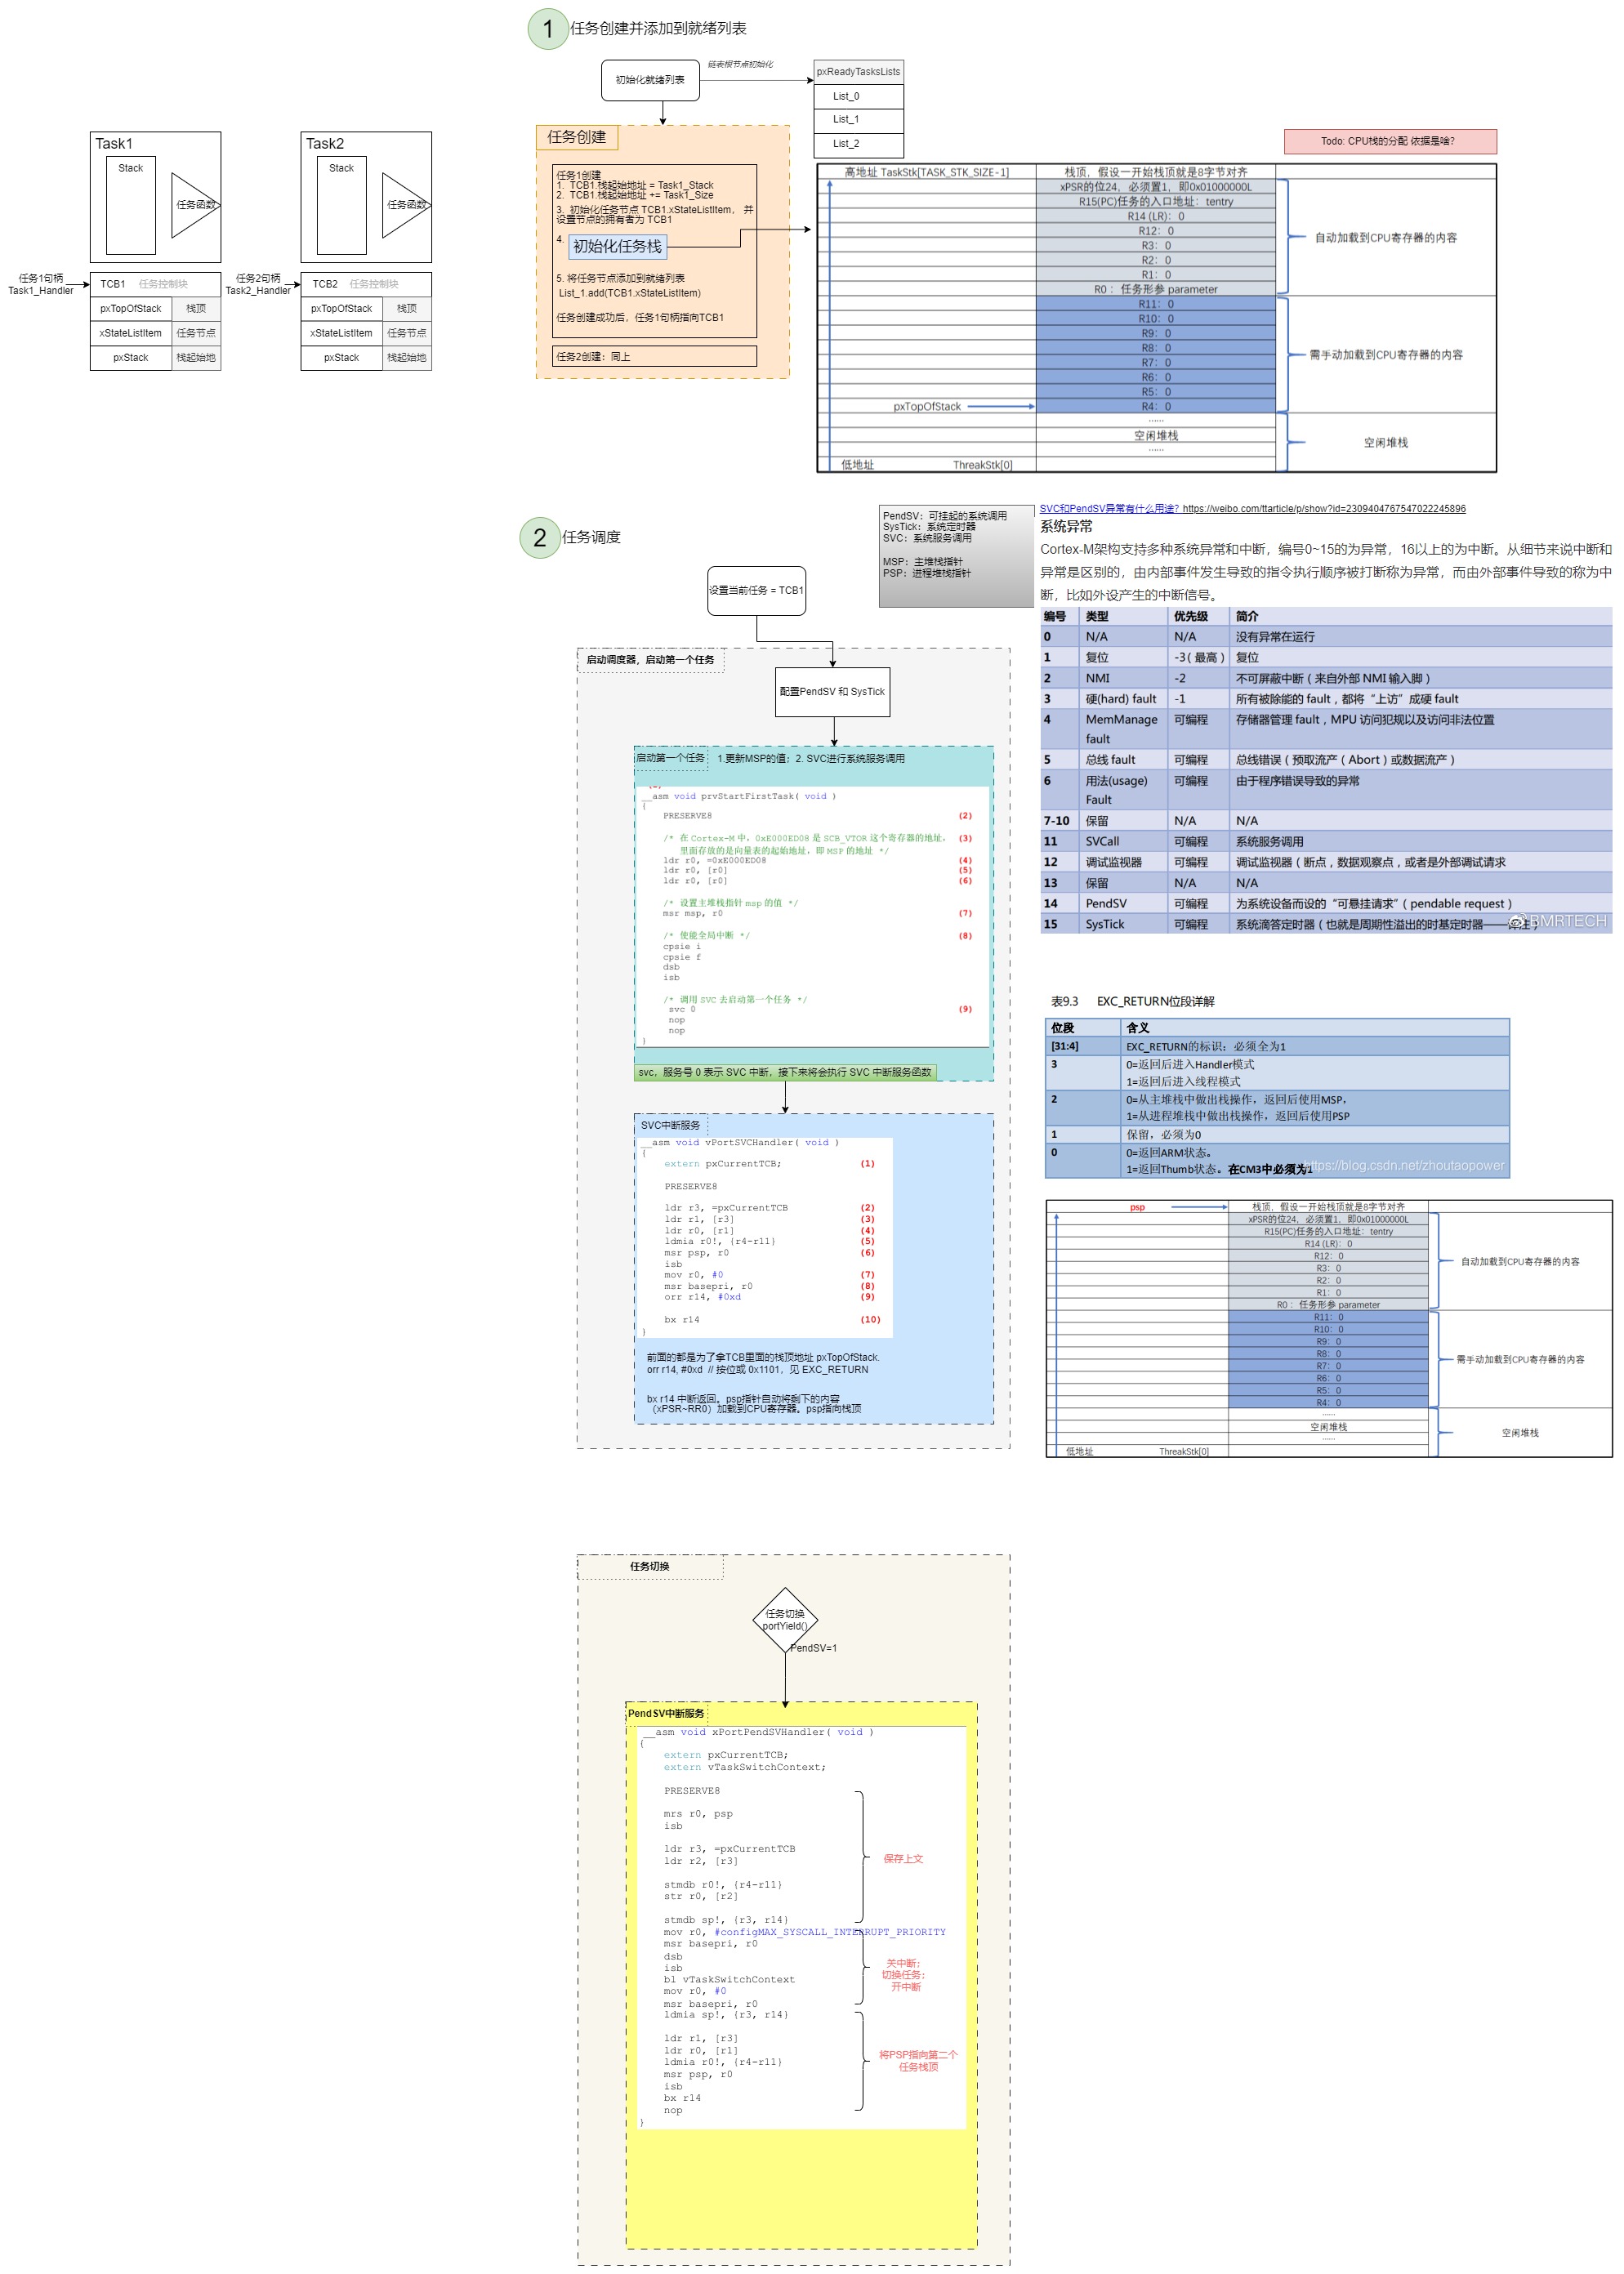 1
任务创建并添加到就绪列表
初始化就绪列表
链表根节点初始化
pxReadyTasksLists
List_0
List_1
List_2
Task1
Stack
任务函数
任务1句柄
Task1_Handler
TCB1 任务控制块
pxTopOfStack 栈顶
xStateListItem 任务节点
pxStack 栈起始地
Task2
Stack
任务函数
任务2句柄
Task2_Handler
TCB2 任务控制块
pxTopOfStack 栈顶
xStateListItem 任务节点
pxStack 栈起始地
任务创建
任务1创建
1. TCB1.栈起始地址 = Task1_Stack
2. TCB1.栈起始地址 += Task1_Size
3. 初始化任务节点 TCB1.xStateListItem， 并
设置节点的拥有者为 TCB1
4.
初始化任务栈
5. 将任务节点添加到就绪列表
List_1.add(TCB1.xStateListItem)
任务创建成功后，任务1句柄指向TCB1
任务2创建：同上
Todo: CPU栈的分配 依据是啥?
高地址 TaskStk[TASK_STK_SIZE-1] 栈顶，假设一开始栈顶就是8字节对齐
xPSR的位24，必须置1，即0x01000000L
R15(PC)任务的入口地址：tentry
R14 (LR)：0
R12：0
R3：0
R2：0
R1：0
R0： 任务形参 parameter
自动加载到CPU寄存器的内容
R11：0
R10：0
R9：0
R8：0
R7：0
R6：0
R5：0
pxTopOfStack R4：0
需手动加载到CPU寄存器的内容
......
空闲堆栈
......
空闲堆栈
低地址 ThreakStk[0]
2
任务调度
PendSV：可挂起的系统调用
SysTick：系统定时器
SVC：系统服务调用
MSP：主堆栈指针
PSP：进程堆栈指针
SVC和PendSV异常有什么用途? https://weibo.com/ttarticle/p/show?id=2309404767547022245896
系统异常
Cortex-M架构支持多种系统异常和中断，编号0~15的为异常，16以上的为中断。从细节来说中断和
异常是区别的，由内部事件发生导致的指令执行顺序被打断称为异常，而由外部事件导致的称为中
断，比如外设产生的中断信号。
编号 类型 优先级 简介
0 N/A N/A 没有异常在运行
1 复位 -3（最高） 复位
2 NMI -2 不可屏蔽中断（来自外部 NMI 输入脚）
3 硬(hard) fault -1 所有被除能的 fault，都将“上访”成硬 fault
4 MemManage fault 可编程 存储器管理 fault，MPU 访问犯规以及访问非法位置
5 总线 fault 可编程 总线错误（预取流产（Abort）或数据流产）
6 用法(usage) Fault 可编程 由于程序错误导致的异常
7-10 保留 N/A N/A
11 SVCall 可编程 系统服务调用
12 调试监视器 可编程 调试监视器（断点，数据观察点，或者是外部调试请求
13 保留 N/A N/A
14 PendSV 可编程 为系统设备而设的“可悬挂请求”（pendable request）
15 SysTick 可编程 系统滴答定时器（也就是周期性溢出的时基定时器——译注）
RMRTECH
设置当前任务 = TCB1
启动调度器，启动第一个任务
配置PendSV 和 SysTick
启动第一个任务
1.更新MSP的值；2. SVC进行系统服务调用
__asm void prvStartFirstTask( void )
{
PRESERVE8 (2)
/* 在 Cortex-M 中，0xE000ED08 是 SCB_VTOR 这个寄存器的地址， (3)
里面存放的是向量表的起始地址，即 MSP 的地址 */
ldr r0, =0xE000ED08 (4)
ldr r0, [r0] (5)
ldr r0, [r0] (6)
/* 设置主堆栈指针 msp 的值 */
msr msp, r0 (7)
/* 使能全局中断 */ (8)
cpsie i
cpsie f
dsb
isb
/* 调用 SVC 去启动第一个任务 */
svc 0 (9)
nop
nop
}
svc，服务号 0 表示 SVC 中断，接下来将会执行 SVC 中断服务函数
SVC中断服务
__asm void vPortSVCHandler( void )
{
extern pxCurrentTCB; (1)
PRESERVE8
ldr r3, =pxCurrentTCB (2)
ldr r1, [r3] (3)
ldr r0, [r1] (4)
ldmia r0!, {r4-r11} (5)
msr psp, r0 (6)
isb
mov r0, #0 (7)
msr basepri, r0 (8)
orr r14, #0xd (9)
bx r14 (10)
}
前面的都是为了拿TCB里面的栈顶地址 pxTopOfStack.
orr r14, #0xd // 按位或 0x1101，见 EXC_RETURN
bx r14 中断返回。psp指针自动将剩下的内容
（xPSR~RR0）加载到CPU寄存器。psp指向栈顶
表9.3 EXC_RETURN位段详解
位段 含义
[31:4] EXC_RETURN的标识：必须全为1
3 0=返回后进入Handler模式
1=返回后进入线程模式
2 0=从主堆栈中做出栈操作，返回后使用MSP，
1=从进程堆栈中做出栈操作，返回后使用PSP
1 保留，必须为0
0 0=返回ARM状态。
1=返回Thumb状态。在CM3中必须为1
https://blog.csdn.net/zhoutaopower
psp 栈顶，假设一开始栈顶就是8字节对齐
xPSR的位24，必须置1，即0x01000000L
R15(PC)任务的入口地址：tentry
R14 (LR)：0
R12：0
R3：0
R2：0
R1：0
R0： 任务形参 parameter
自动加载到CPU寄存器的内容
R11：0
R10：0
R9：0
R8：0
R7：0
R6：0
R5：0
R4：0
需手动加载到CPU寄存器的内容
......
空闲堆栈
......
空闲堆栈
低地址 ThreakStk[0]
任务切换
任务切换
portYield()
PendSV=1
PendSV中断服务
__asm void xPortPendSVHandler( void )
{
extern pxCurrentTCB;
extern vTaskSwitchContext;
PRESERVE8
mrs r0, psp
isb
ldr r3, =pxCurrentTCB
ldr r2, [r3]
stmdb r0!, {r4-r11}
str r0, [r2]
stmdb sp!, {r3, r14}
保存上文
mov r0, #configMAX_SYSCALL_INTERRUPT_PRIORITY
msr basepri, r0
dsb
isb
bl vTaskSwitchContext
mov r0, #0
msr basepri, r0
关中断；
切换任务；
开中断
ldmia sp!, {r3, r14}
ldr r1, [r3]
ldr r0, [r1]
ldmia r0!, {r4-r11}
msr psp, r0
isb
bx r14
nop
}
将PSP指向第二个
任务栈顶